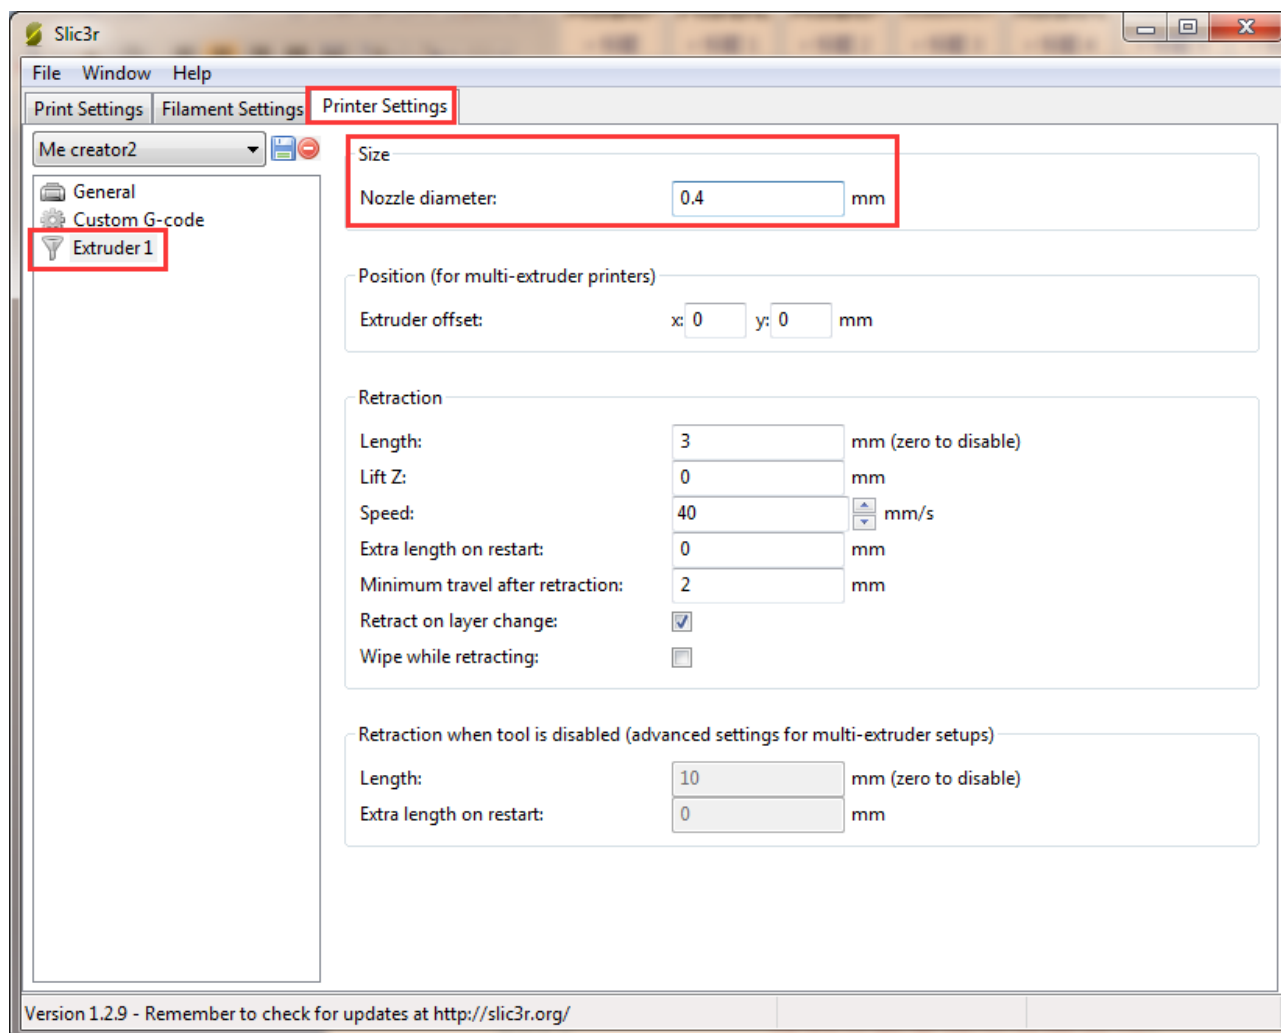 Slic3r
File Window Help
Print Settings Filament Settings Printer Settings
Me creator2
General
Custom G-code
Extruder 1
Size
Nozzle diameter: 0.4 mm
Position (for multi-extruder printers)
Extruder offset: x: 0 y: 0 mm
Retraction
Length: 3 mm (zero to disable)
Lift Z: 0 mm
Speed: 40 mm/s
Extra length on restart: 0 mm
Minimum travel after retraction: 2 mm
Retract on layer change:
Wipe while retracting:
Retraction when tool is disabled (advanced settings for multi-extruder setups)
Length: 10 mm (zero to disable)
Extra length on restart: 0 mm
Version 1.2.9 - Remember to check for updates at http://slic3r.org/